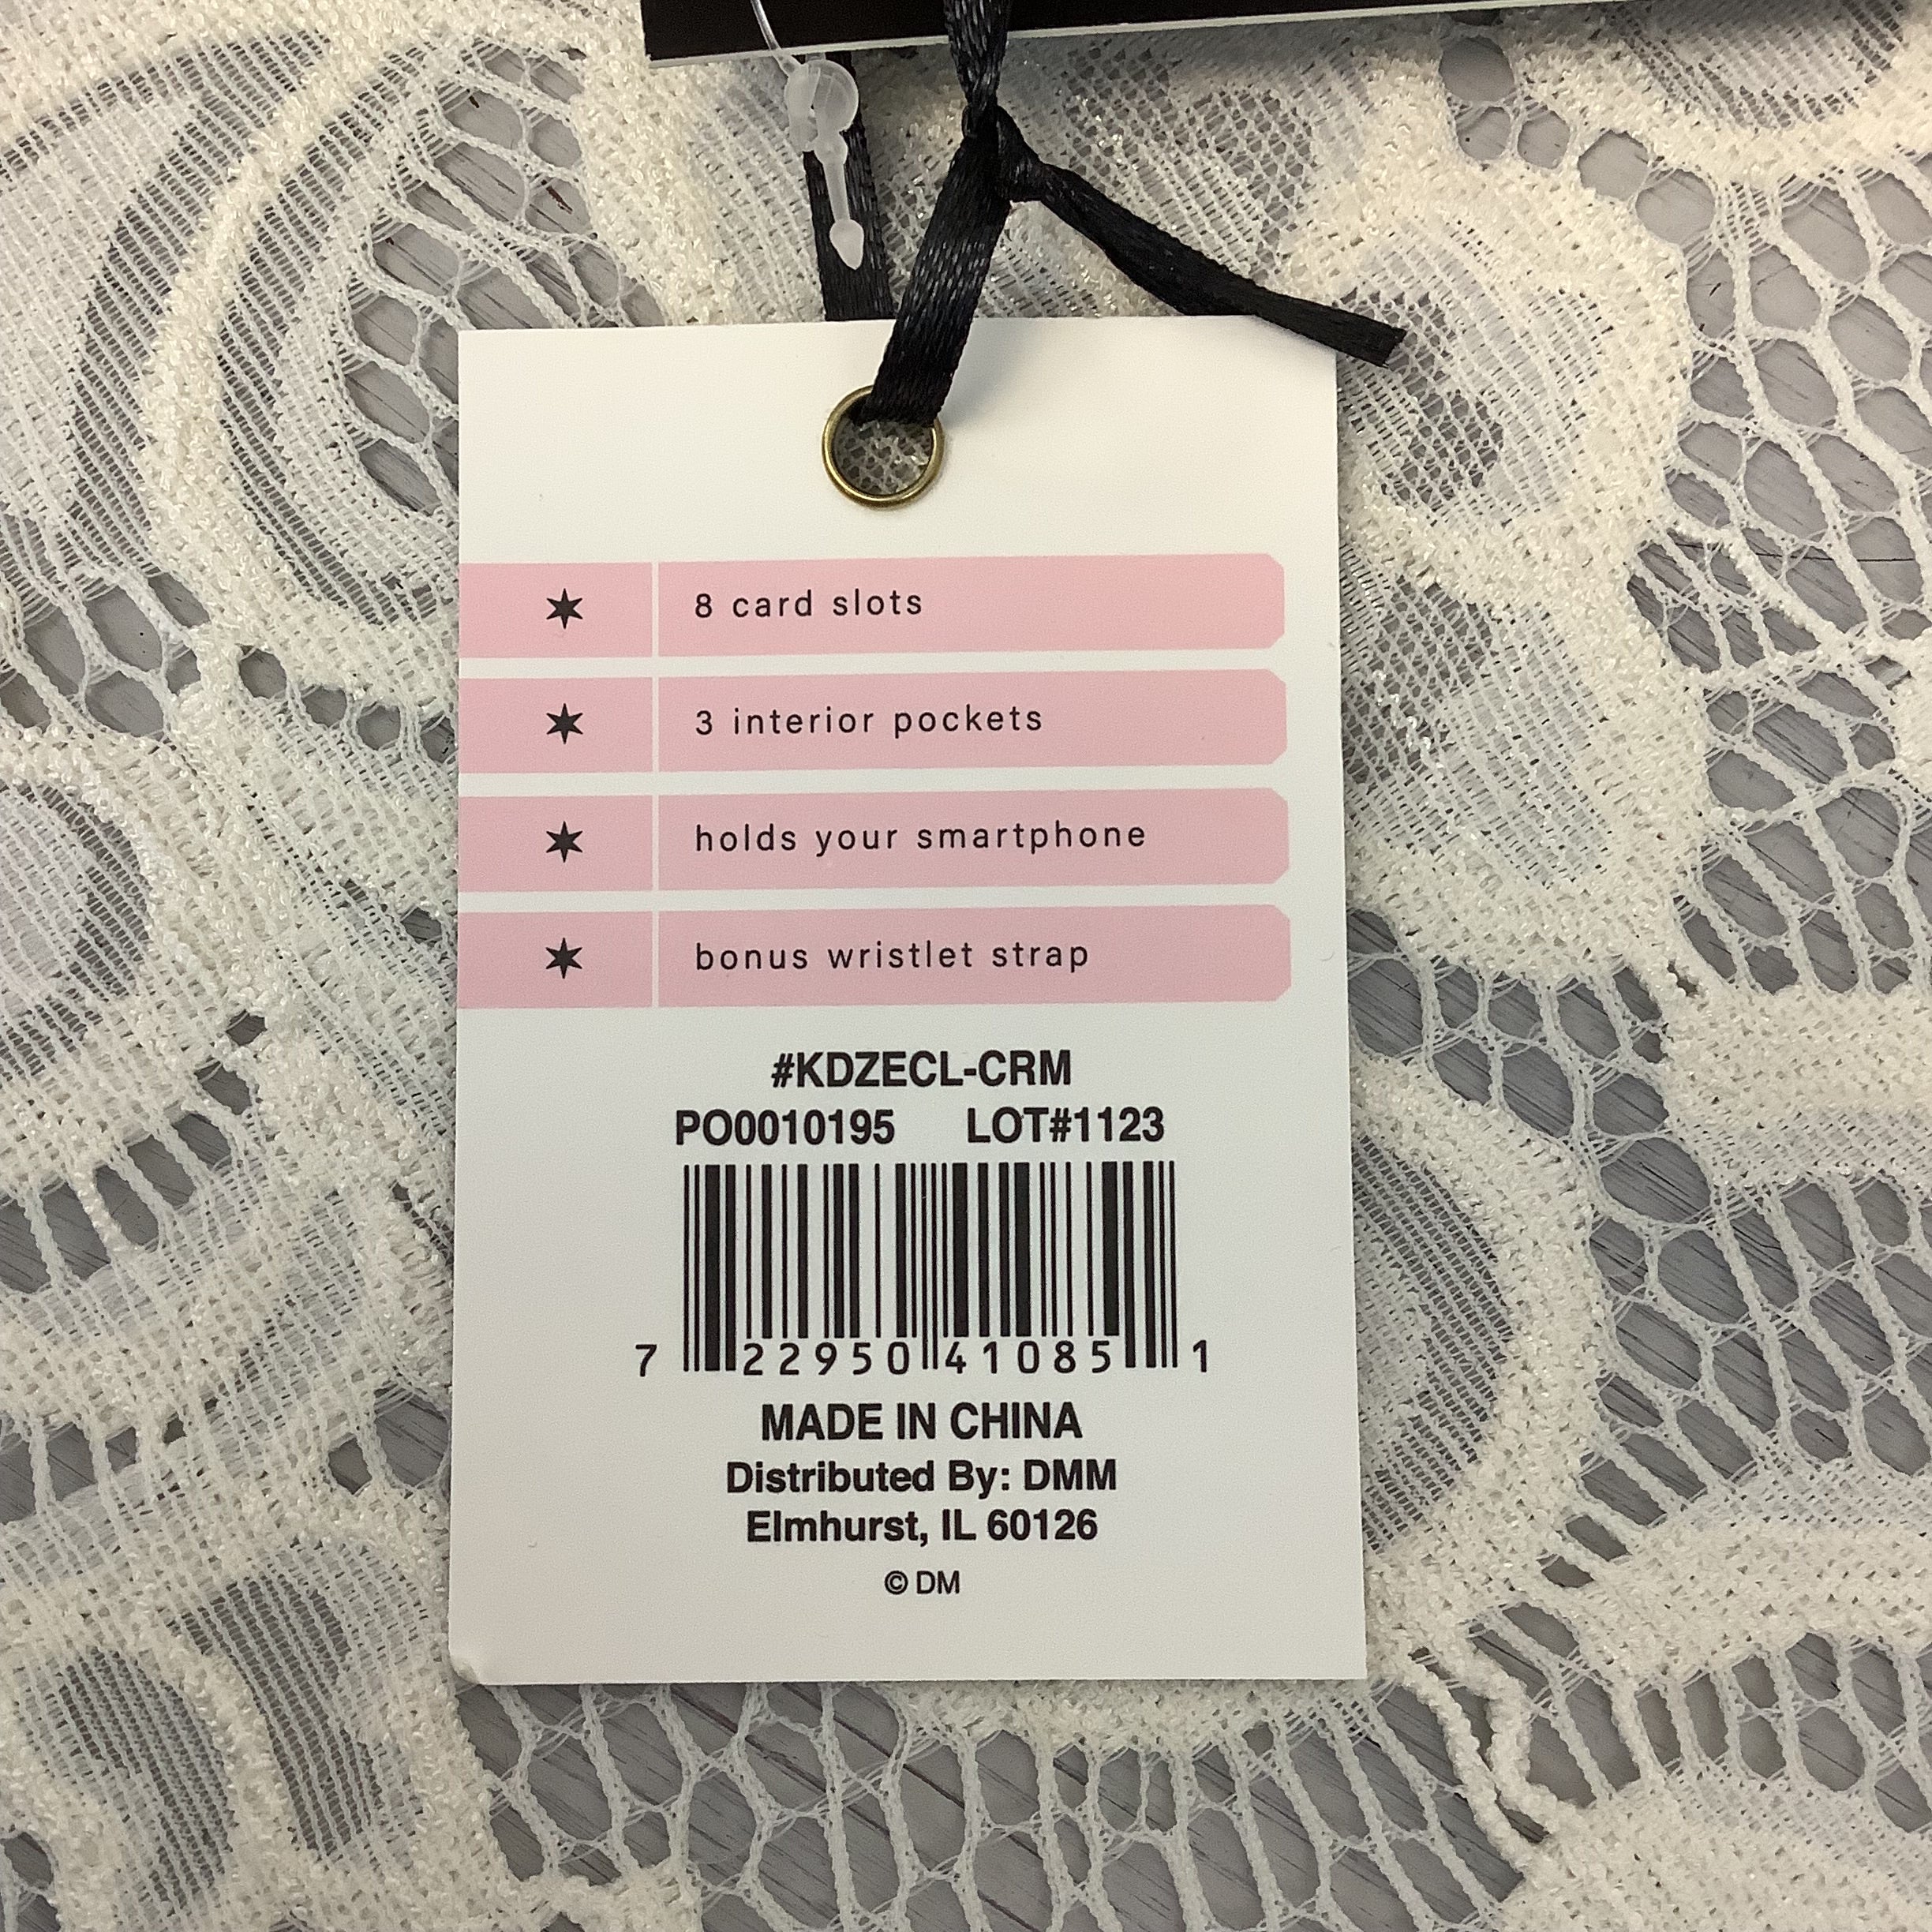 8 card slots
3 interior pockets
holds your smartphone
bonus wristlet strap
#KDZECL-CRM
PO0010195 LOT#1123
7 22950 41085 1
MADE IN CHINA
Distributed By: DMM
Elmhurst, IL 60126
© DM